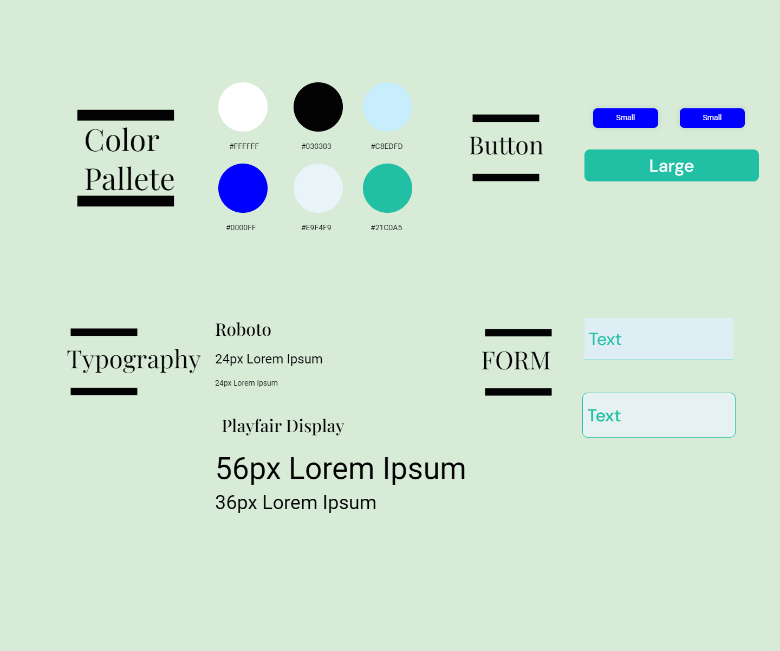 Color
Pallete
#FFFFFF
#030303
#C8EDFD
#0000FF
#E9F4F9
#21C0A5
Button
Small
Small
Large
Typography
Roboto
24px Lorem Ipsum
24px Lorem Ipsum
Playfair Display
56px Lorem Ipsum
36px Lorem Ipsum
FORM
Text
Text